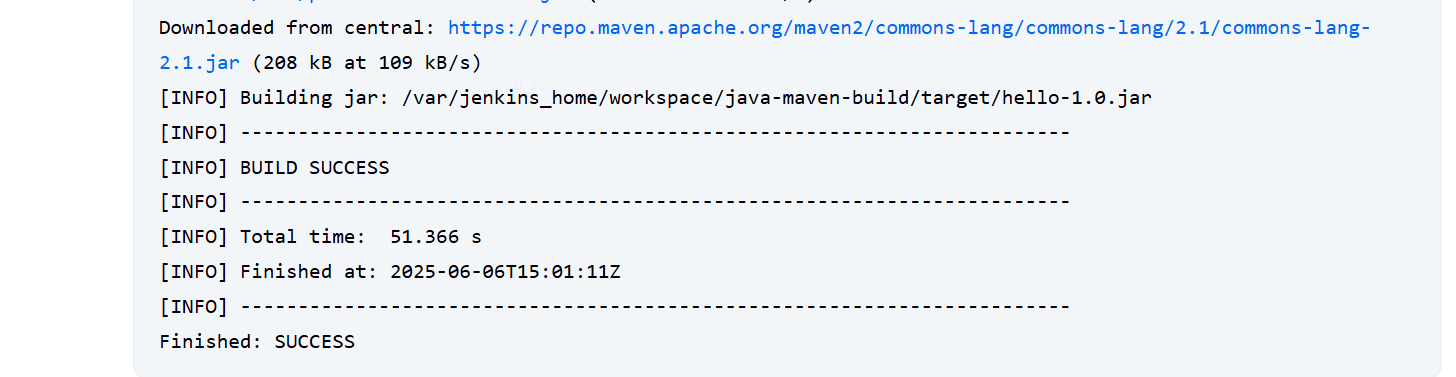 Downloaded from central: https://repo.maven.apache.org/maven2/commons-lang/commons-lang/2.1/commons-lang-
2.1.jar (208 kB at 109 kB/s)
[INFO] Building jar: /var/jenkins_home/workspace/java-maven-build/target/hello-1.0.jar
[INFO] ------------------------------------------------------------------------
[INFO] BUILD SUCCESS
[INFO] ------------------------------------------------------------------------
[INFO] Total time:  51.366 s
[INFO] Finished at: 2025-06-06T15:01:11Z
[INFO] ------------------------------------------------------------------------
Finished: SUCCESS